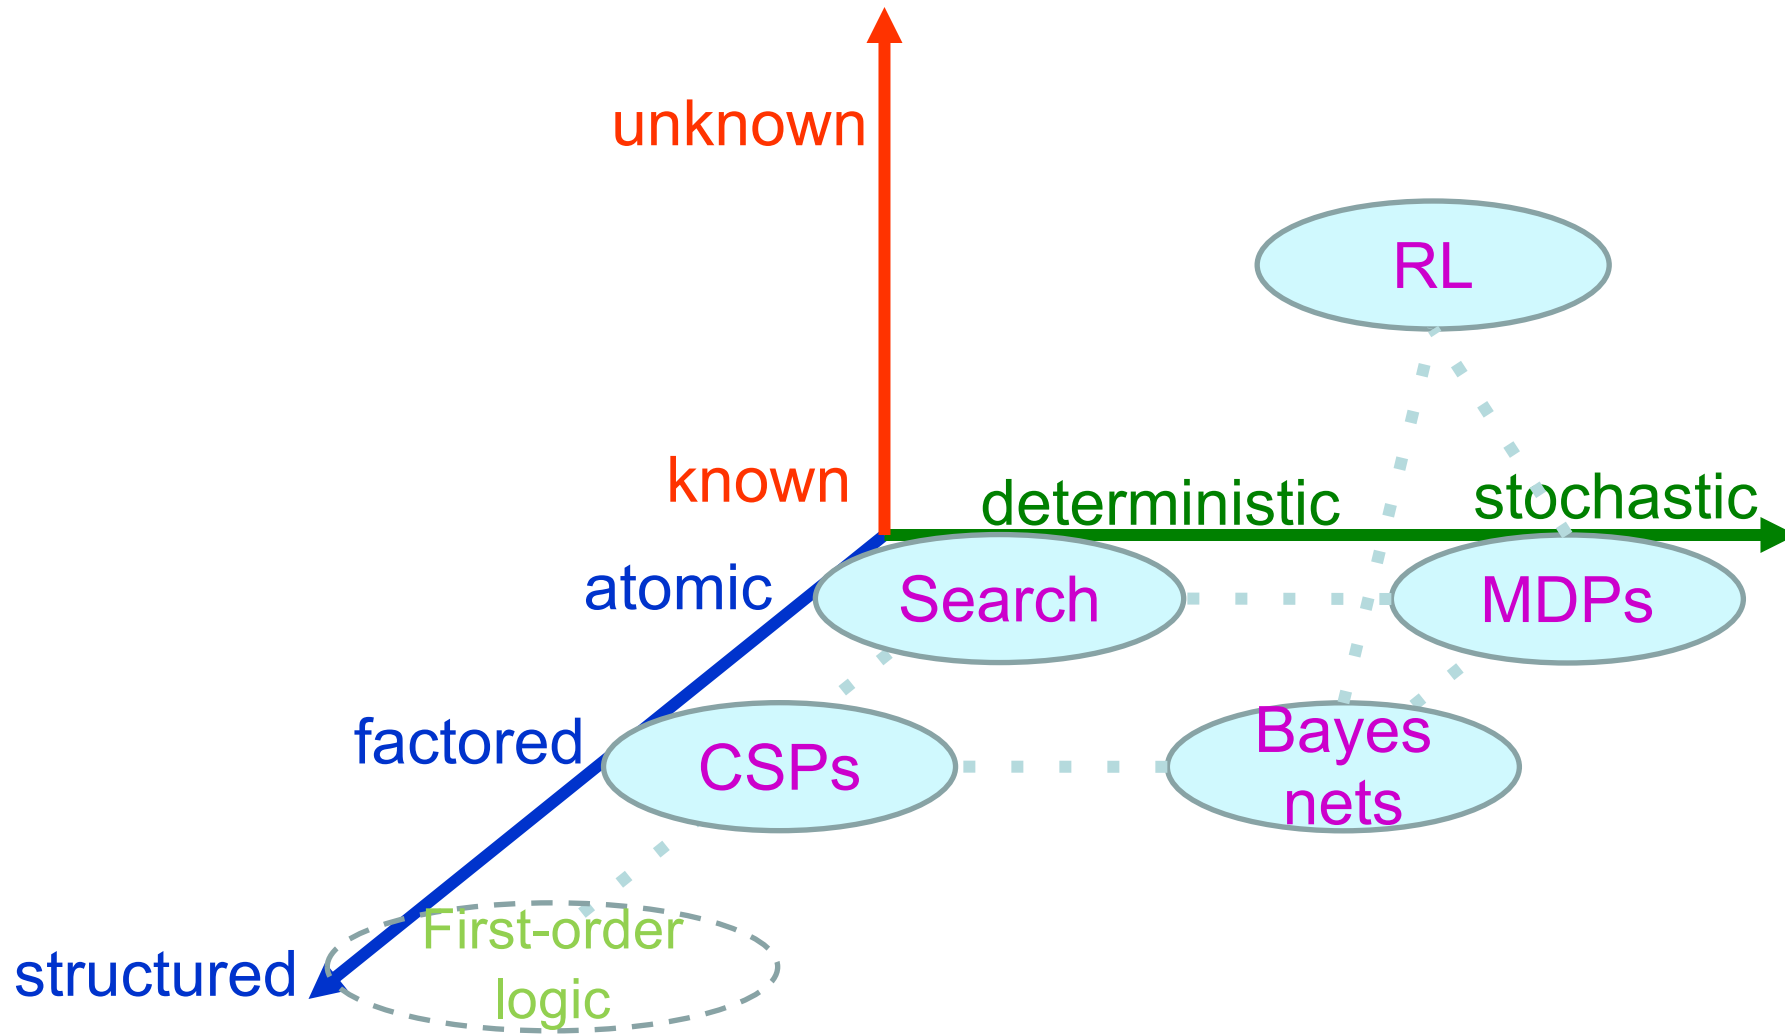 unknown
RL
known
deterministic
stochastic
atomic
Search
MDPs
factored
CSPs
Bayes
nets
First-order
logic
structured